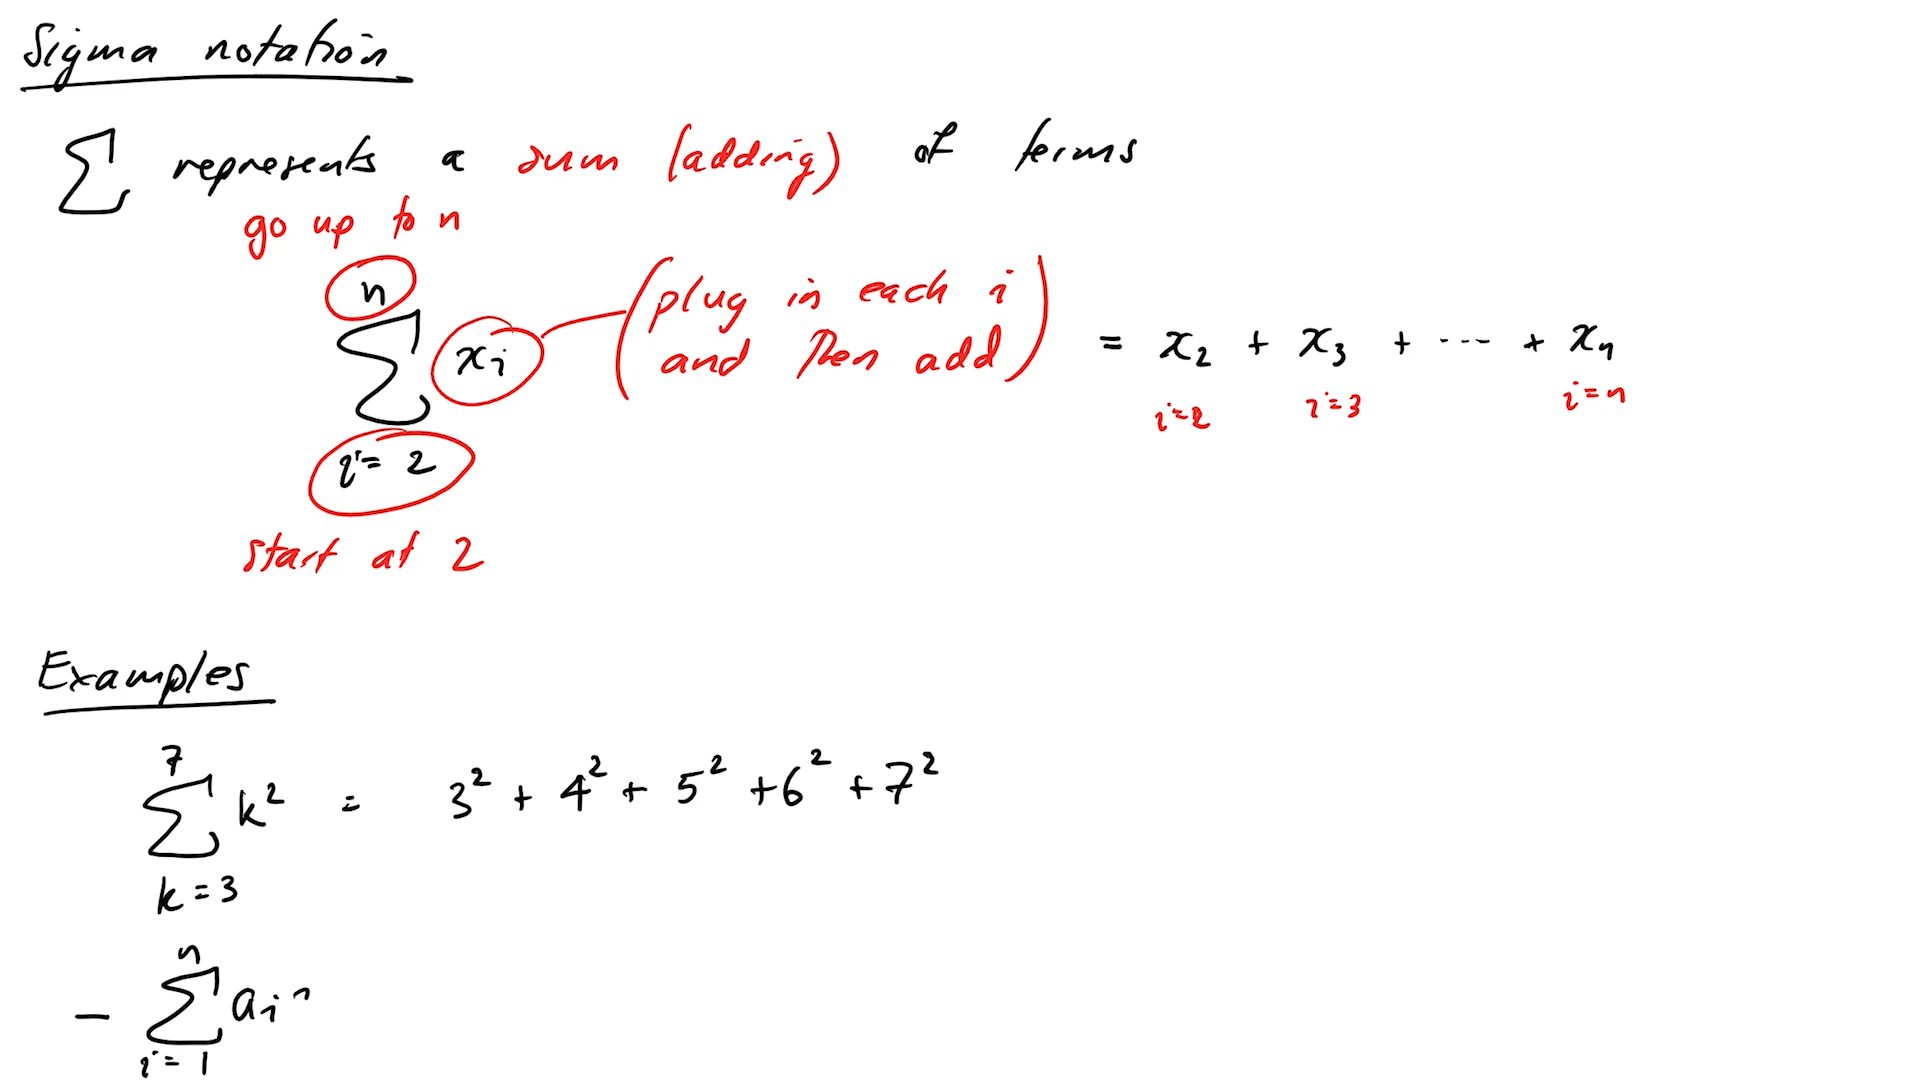 Sigma notation
∑ represents a sum (adding) of terms
go up to n
n
∑ xᵢ (plug in each i and then add) = x₂ + x₃ + ... + xₙ
i=2 i=3 i=n
i=2
start at 2
Examples
7
∑ k² = 3² + 4² + 5² + 6² + 7²
k=3
n
− ∑ aᵢ
i=1